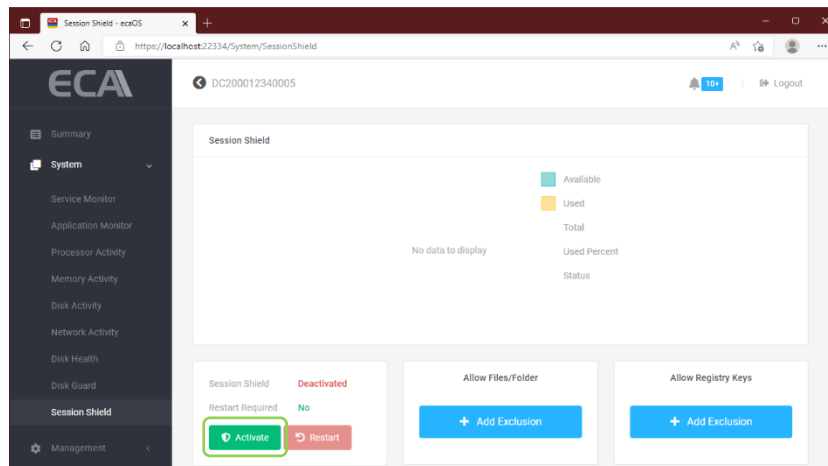 Session Shield - ecaOS
https://localhost:22334/System/SessionShield
ECA
DC200012340005
10+
Logout
Summary
System
Service Monitor
Application Monitor
Processor Activity
Memory Activity
Disk Activity
Network Activity
Disk Health
Disk Guard
Session Shield
Management
Session Shield
Available
Used
Total
No data to display
Used Percent
Status
Session Shield Deactivated
Restart Required No
Activate Restart
Allow Files/Folder
+ Add Exclusion
Allow Registry Keys
+ Add Exclusion